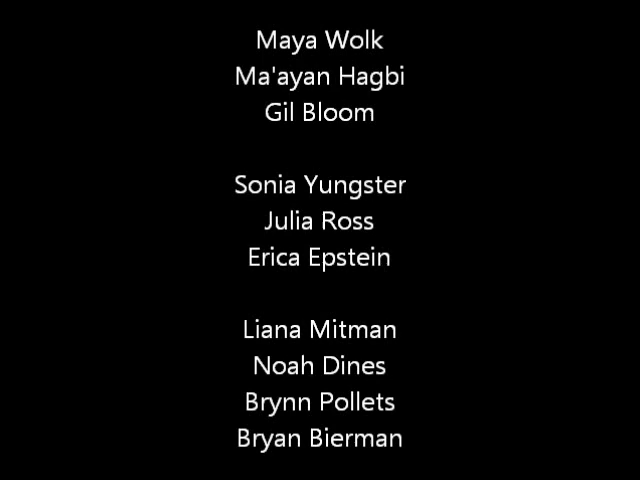 Maya Wolk
Ma'ayan Hagbi
Gil Bloom
Sonia Yungster
Julia Ross
Erica Epstein
Liana Mitman
Noah Dines
Brynn Pollets
Bryan Bierman